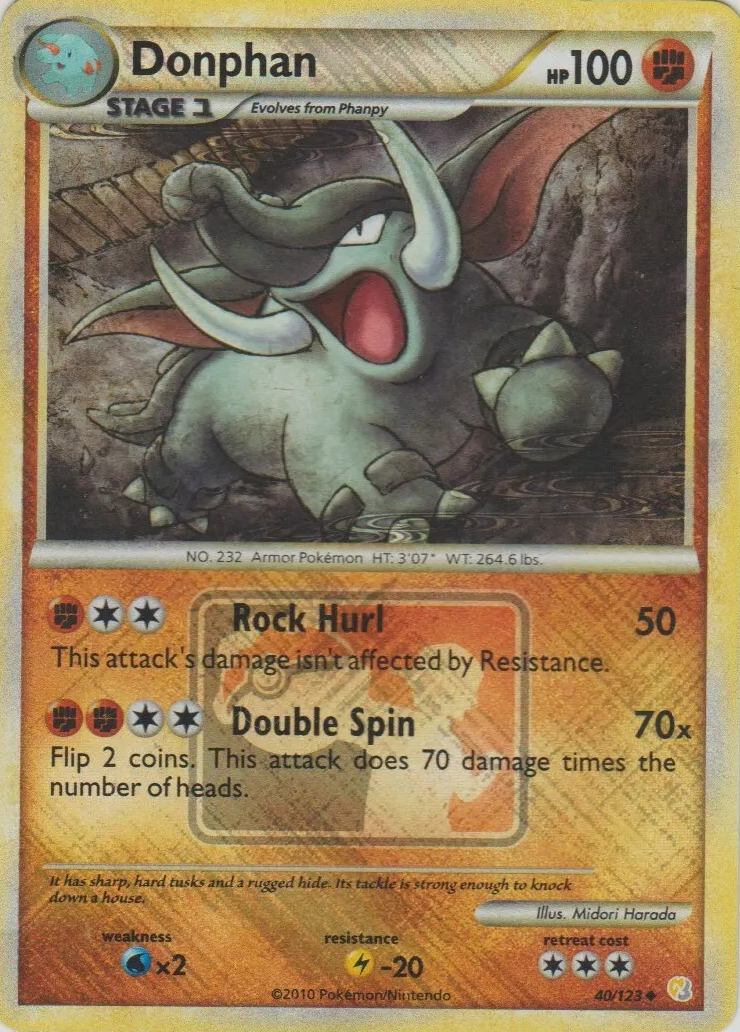 Donphan
HP100
STAGE 1
Evolves from Phanpy
NO. 232 Armor Pokémon HT: 3'07" WT: 264.6 lbs.
Rock Hurl 50
This attack's damage isn't affected by Resistance.
Double Spin 70x
Flip 2 coins. This attack does 70 damage times the
number of heads.
It has sharp, hard tusks and a rugged hide. Its tackle is strong enough to knock
down a house.
Illus. Midori Harada
weakness resistance retreat cost
x2 -20
©2010 Pokémon/Nintendo 40/123